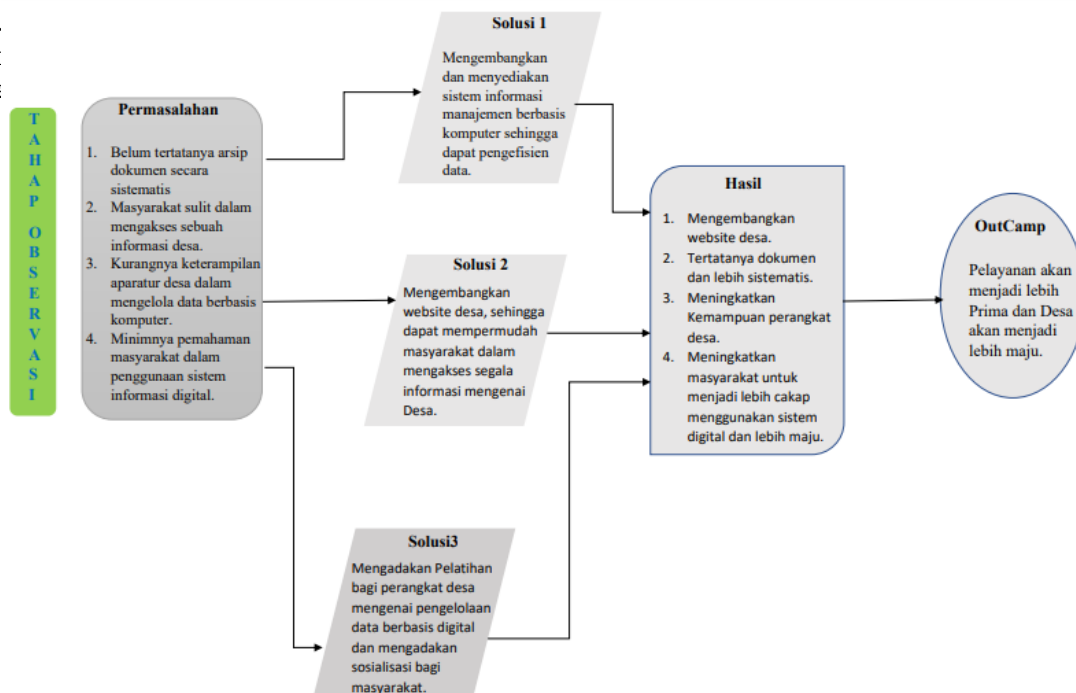 TAHAP OBSERVASI
Permasalahan
1. Belum tertatanya arsip
dokumen secara
sistematis
2. Masyarakat sulit dalam
mengakses sebuah
informasi desa.
3. Kurangnya keterampilan
aparatur desa dalam
mengelola data berbasis
komputer.
4. Minimnya pemahaman
masyarakat dalam
penggunaan sistem
informasi digital.
Solusi 1
Mengembangkan
dan menyediakan
sistem informasi
manajemen berbasis
komputer sehingga
dapat pengefisien
data.
Solusi 2
Mengembangkan
website desa, sehingga
dapat mempermudah
masyarakat dalam
mengakses segala
informasi mengenai
Desa.
Solusi3
Mengadakan Pelatihan
bagi perangkat desa
mengenai pengelolaan
data berbasis digital
dan mengadakan
sosialisasi bagi
masyarakat.
Hasil
1. Mengembangkan
website desa.
2. Tertatanya dokumen
dan lebih sistematis.
3. Meningkatkan
Kemampuan perangkat
desa.
4. Meningkatkan
masyarakat untuk
menjadi lebih cakap
menggunakan sistem
digital dan lebih maju.
OutCamp
Pelayanan akan
menjadi lebih
Prima dan Desa
akan menjadi
lebih maju.